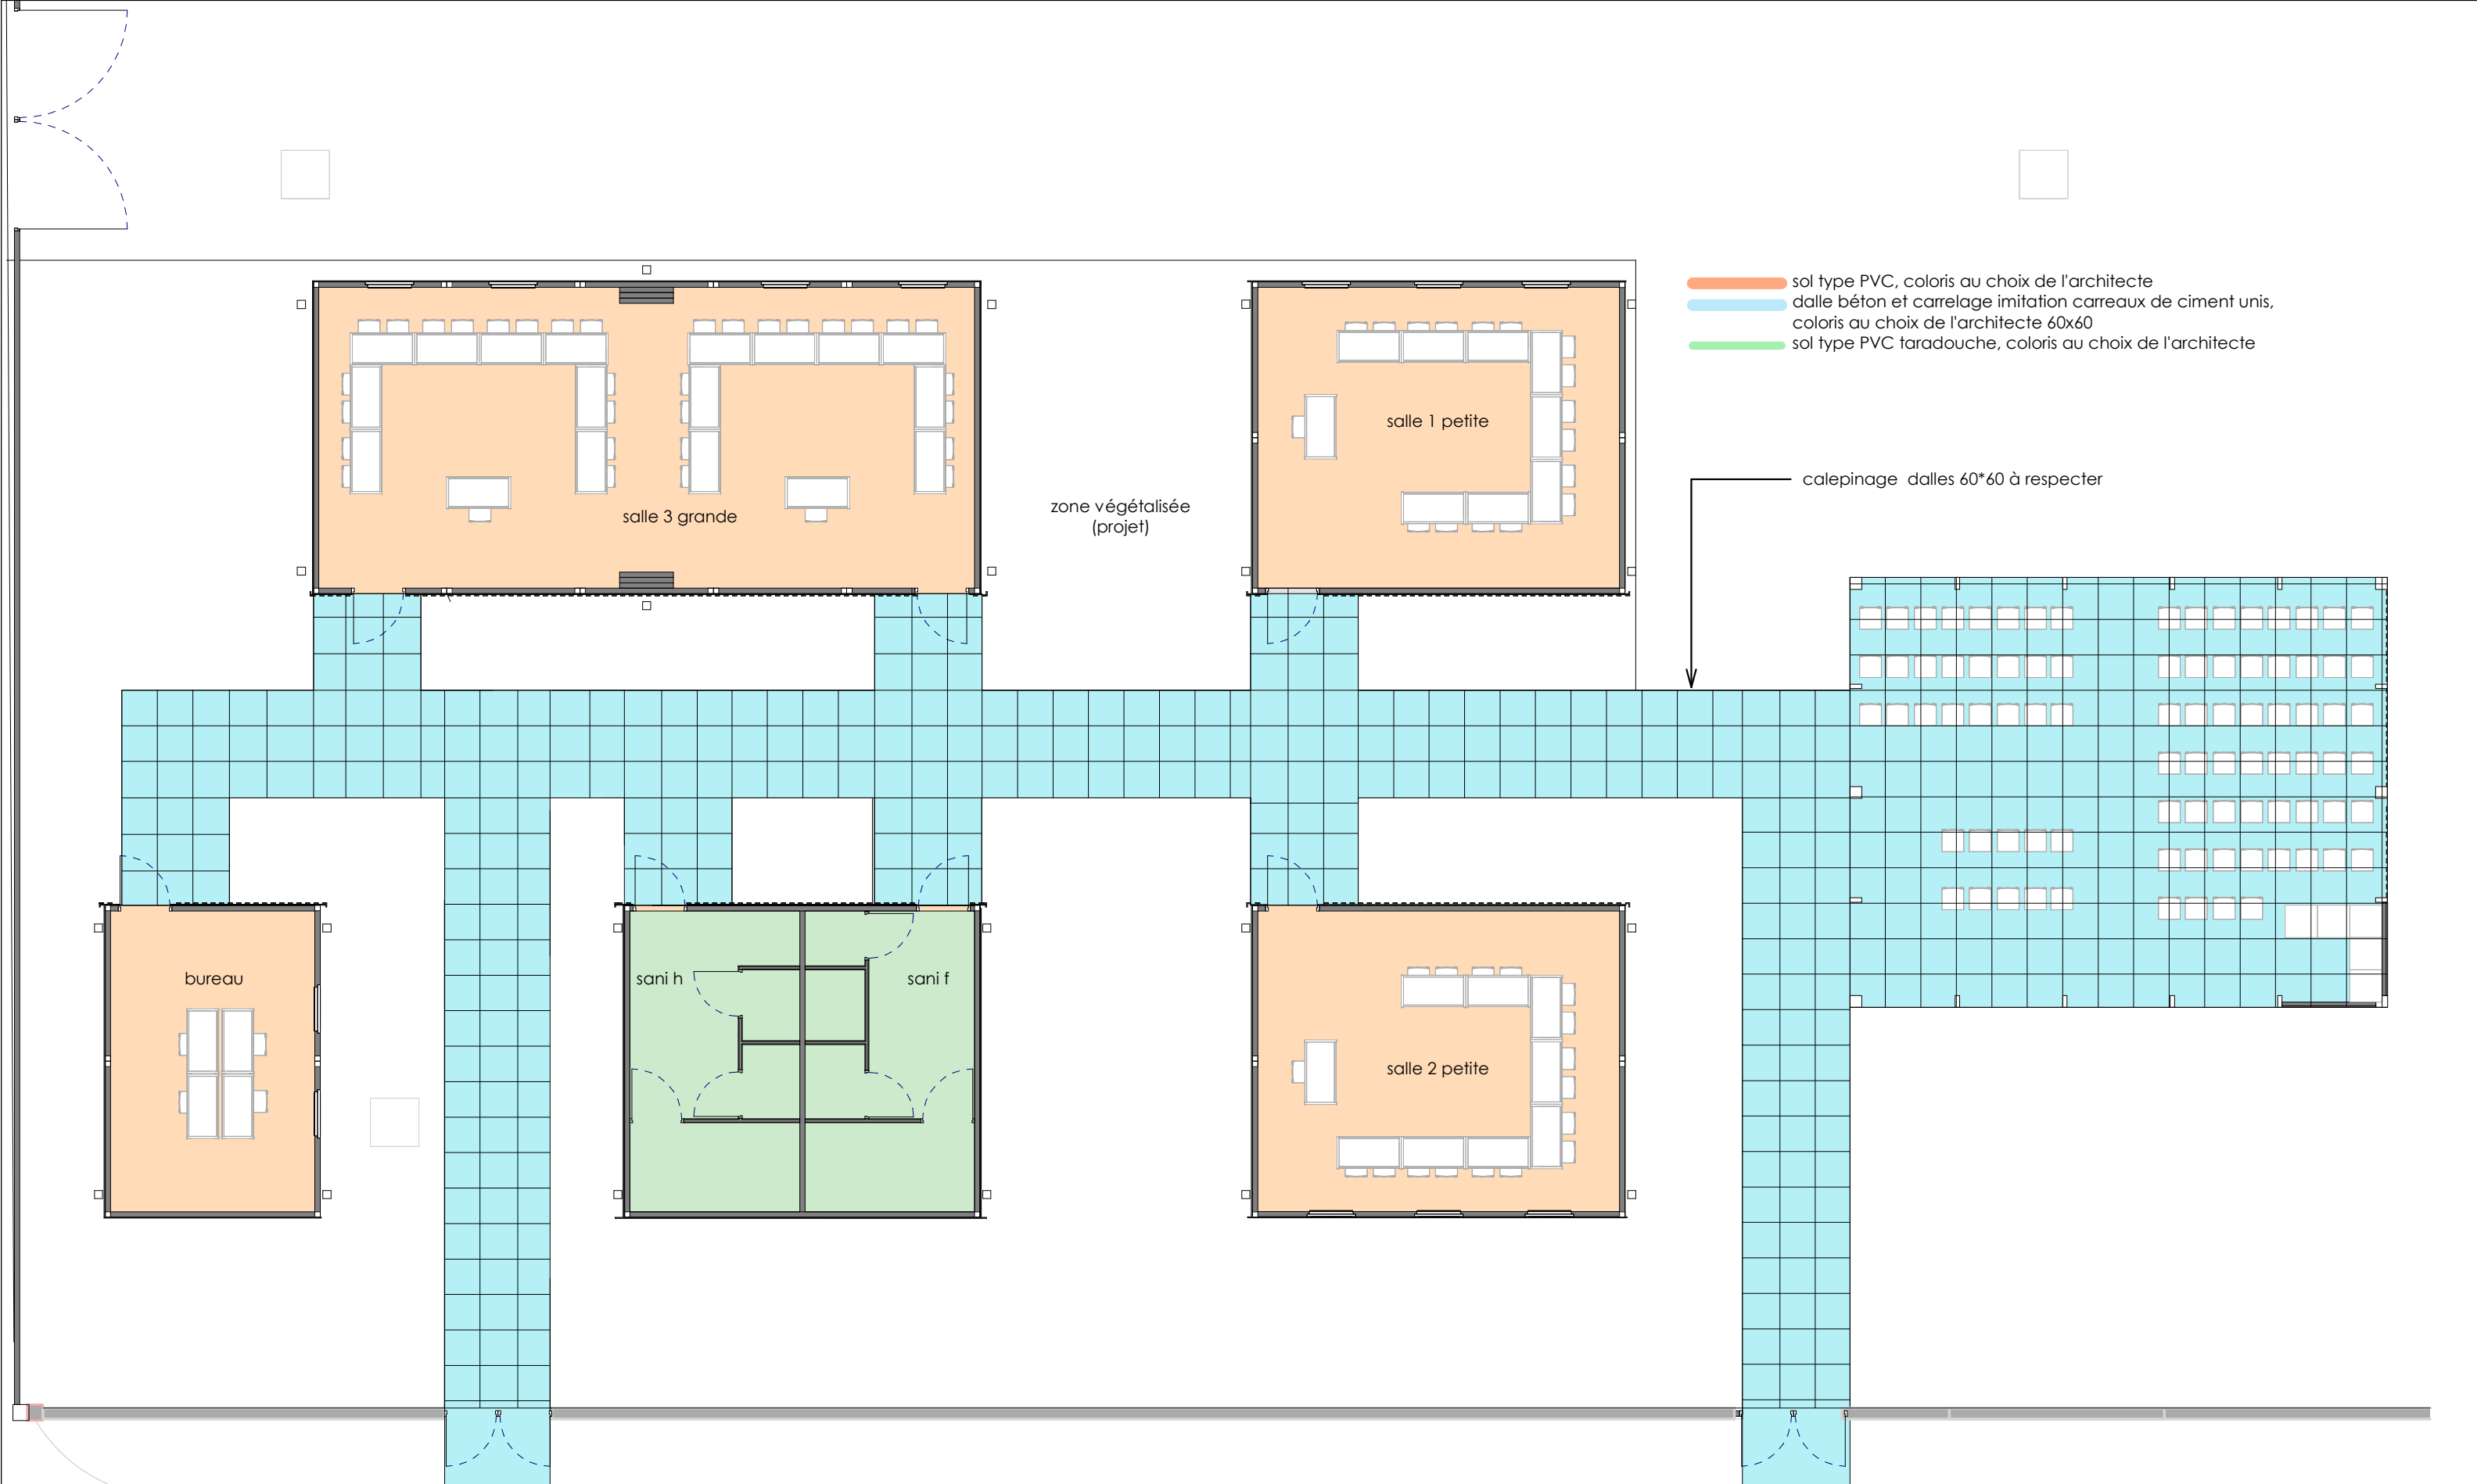 sol type PVC, coloris au choix de l'architecte
dalle béton et carrelage imitation carreaux de ciment unis,
coloris au choix de l'architecte 60x60
sol type PVC taradouche, coloris au choix de l'architecte
salle 1 petite
calepinage  dalles 60*60 à respecter
salle 3 grande
zone végétalisée
(projet)
bureau
sani h
sani f
salle 2 petite